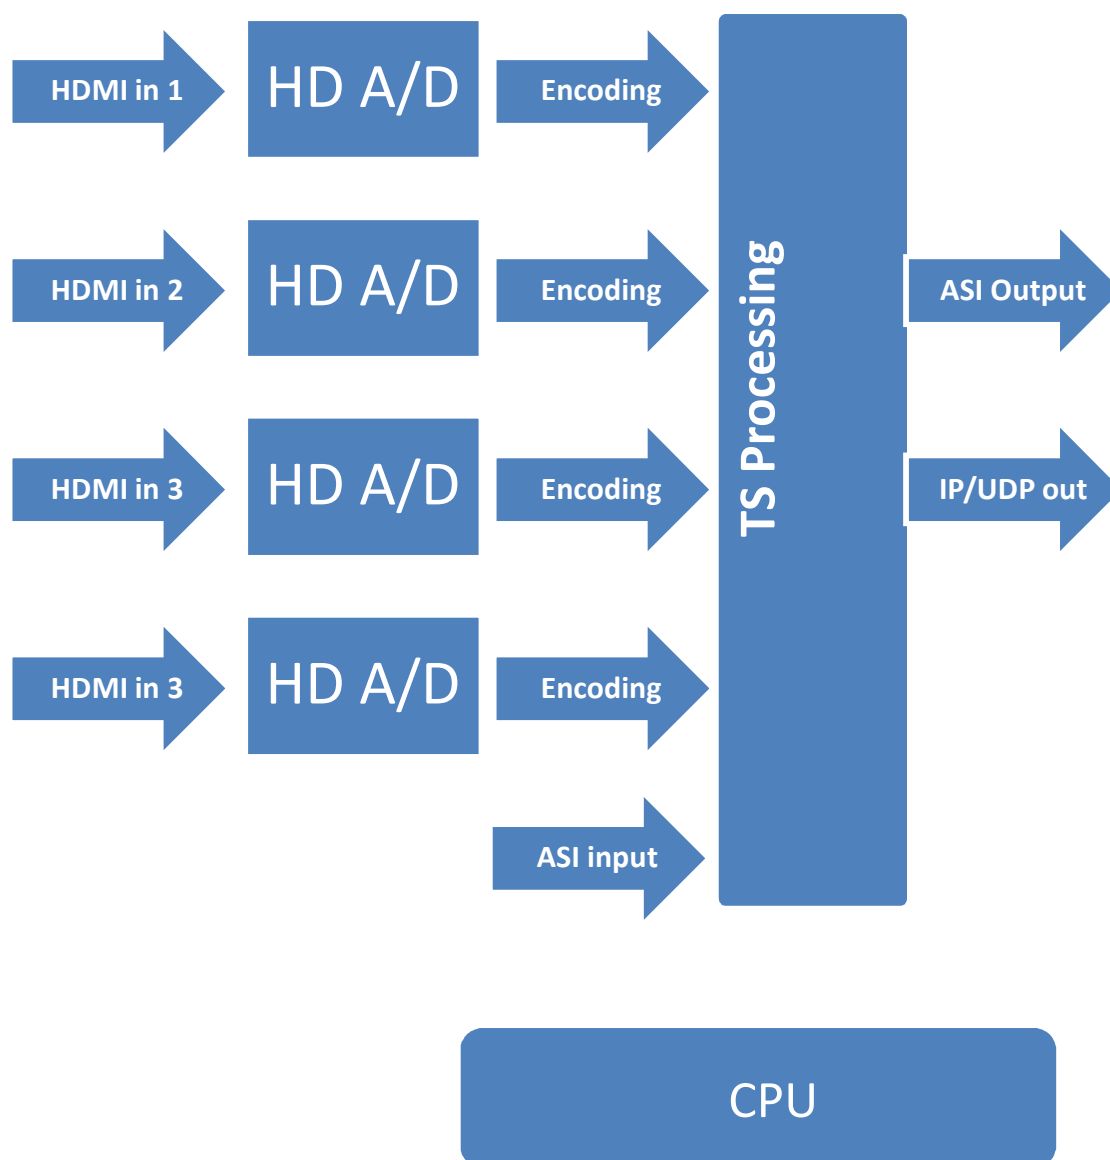 HDMI in 1
HD A/D
Encoding
HDMI in 2
HD A/D
Encoding
TS Processing
ASI Output
HDMI in 3
HD A/D
Encoding
IP/UDP out
HDMI in 3
HD A/D
Encoding
ASI input
CPU